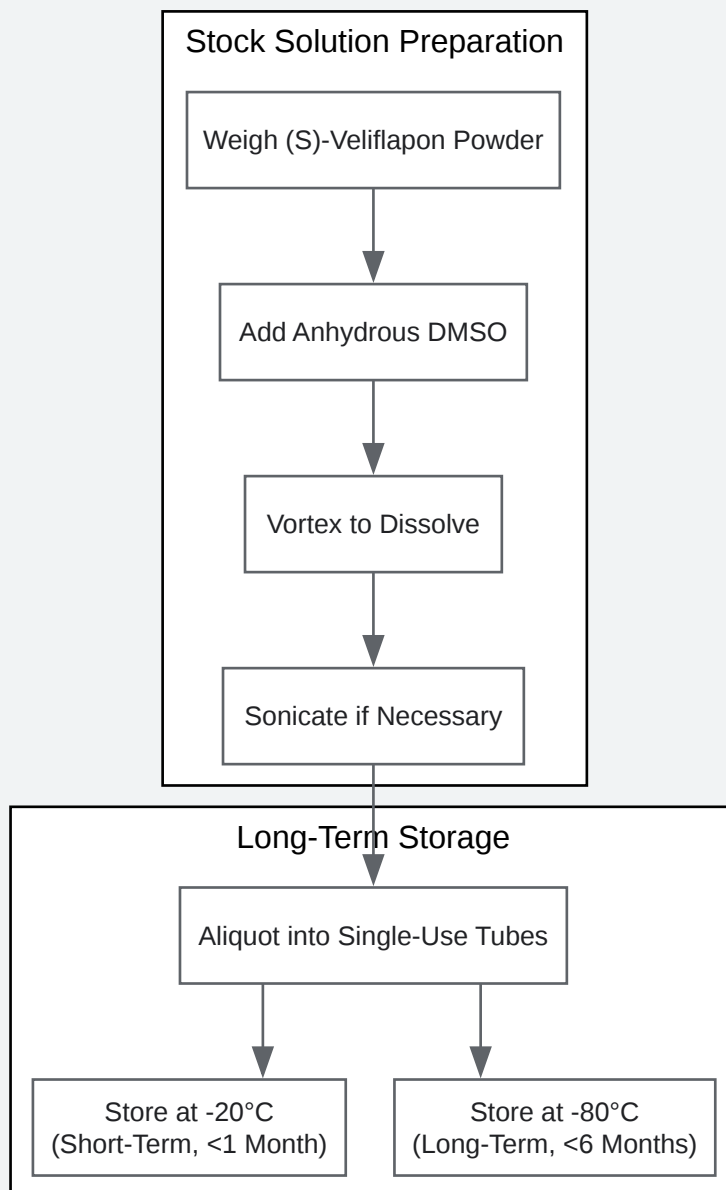 Stock Solution Preparation
Weigh (S)-Veliflapon Powder
Add Anhydrous DMSO
Vortex to Dissolve
Sonicate if Necessary
Long-Term Storage
Aliquot into Single-Use Tubes
Store at -20°C
(Short-Term, <1 Month)
Store at -80°C
(Long-Term, <6 Months)